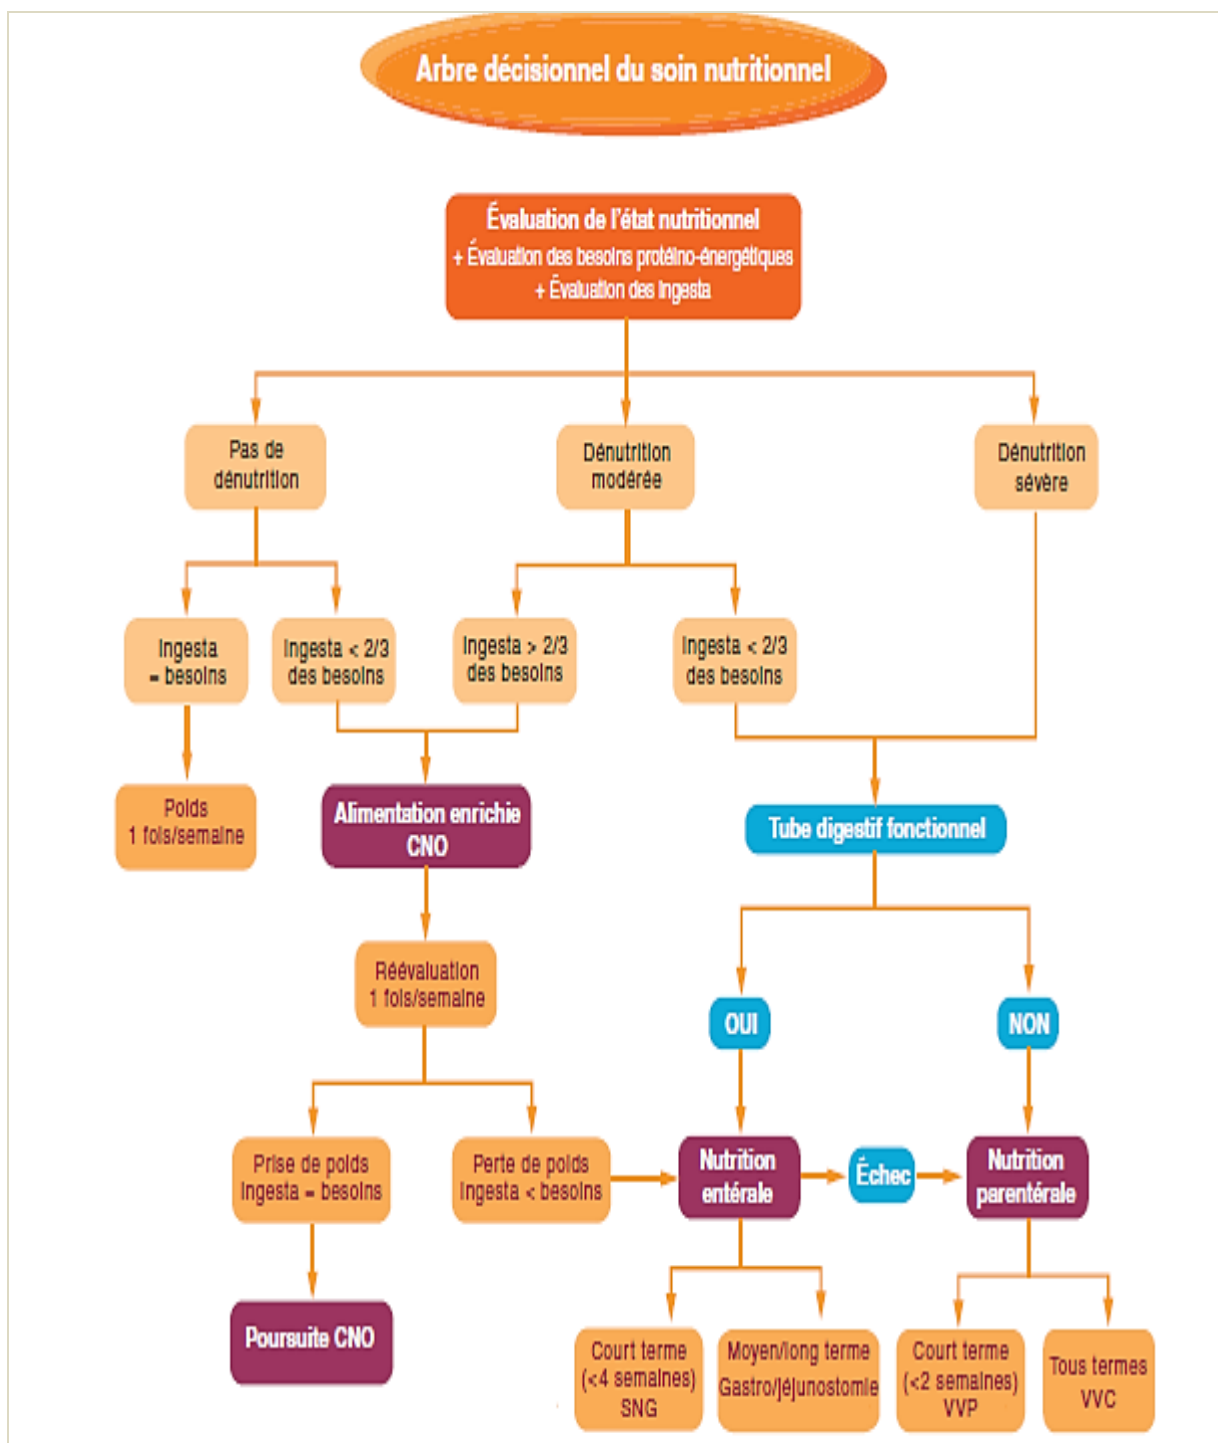 Arbre décisionnel du soin nutritionnel
Évaluation de l'état nutritionnel
+ Évaluation des besoins protéino-énergétiques
+ Évaluation des ingesta
Pas de
dénutrition
Dénutrition
modérée
Dénutrition
sévère
Ingesta
= besoins
Ingesta < 2/3
des besoins
Ingesta > 2/3
des besoins
Ingesta < 2/3
des besoins
Poids
1 fois/semaine
Alimentation enrichie
CNO
Tube digestif fonctionnel
Réévaluation
1 fois/semaine
OUI
NON
Prise de poids
Ingesta = besoins
Perte de poids
Ingesta < besoins
Nutrition
entérale
Échec
Nutrition
parentérale
Poursuite CNO
Court terme
(<4 semaines)
SNG
Moyen/long terme
Gastro/jéjunostomie
Court terme
(<2 semaines)
VVP
Tous termes
VVC